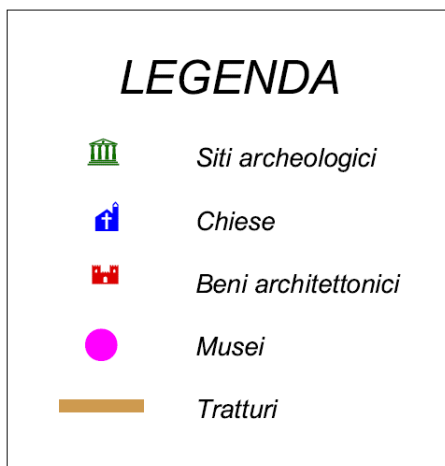 LEGENDA
Siti archeologici
Chiese
Beni architettonici
Musei
Tratturi